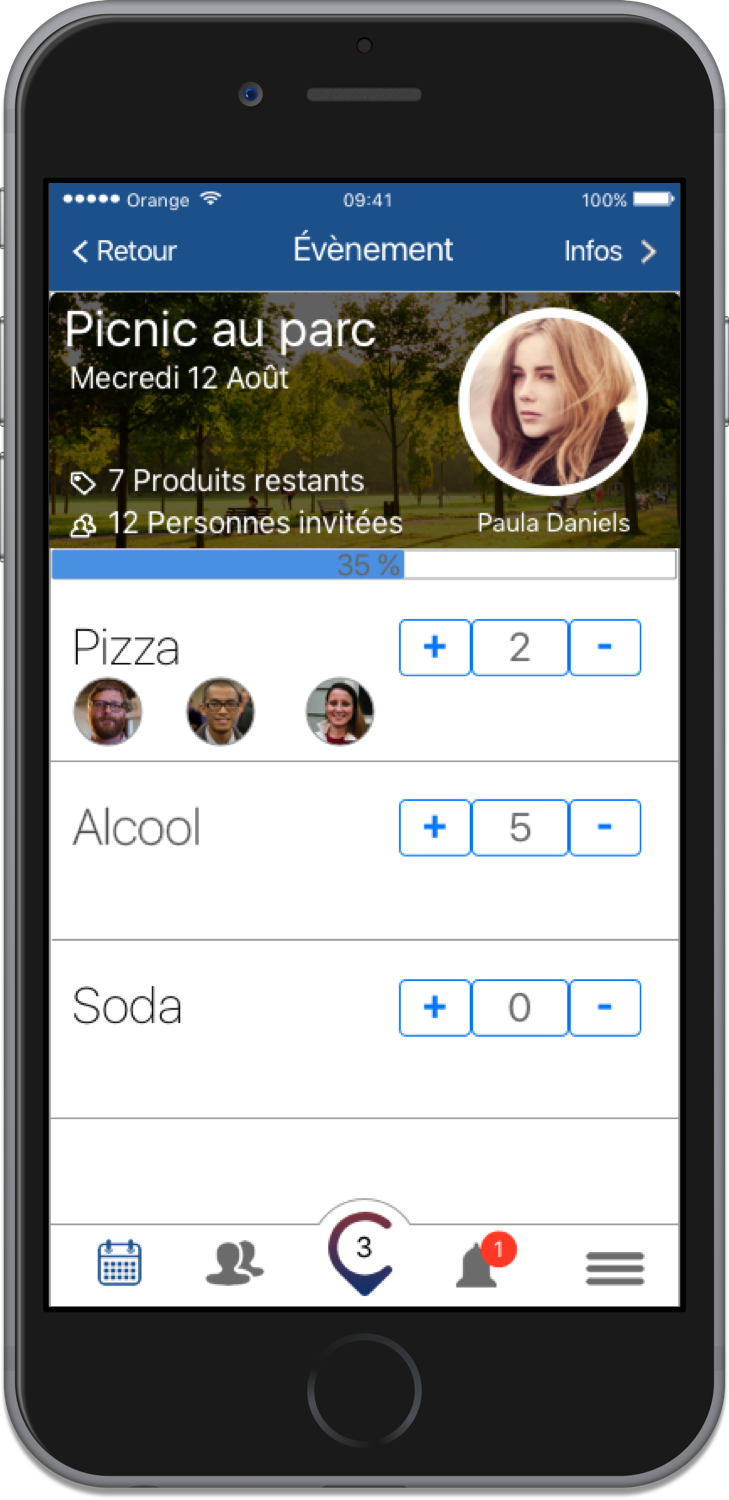 Orange 09:41 100%
Retour Évènement Infos
Picnic au parc
Mecredi 12 Août
7 Produits restants
12 Personnes invitées
Paula Daniels
35 %
Pizza + 2 -
Alcool + 5 -
Soda + 0 -
3
1